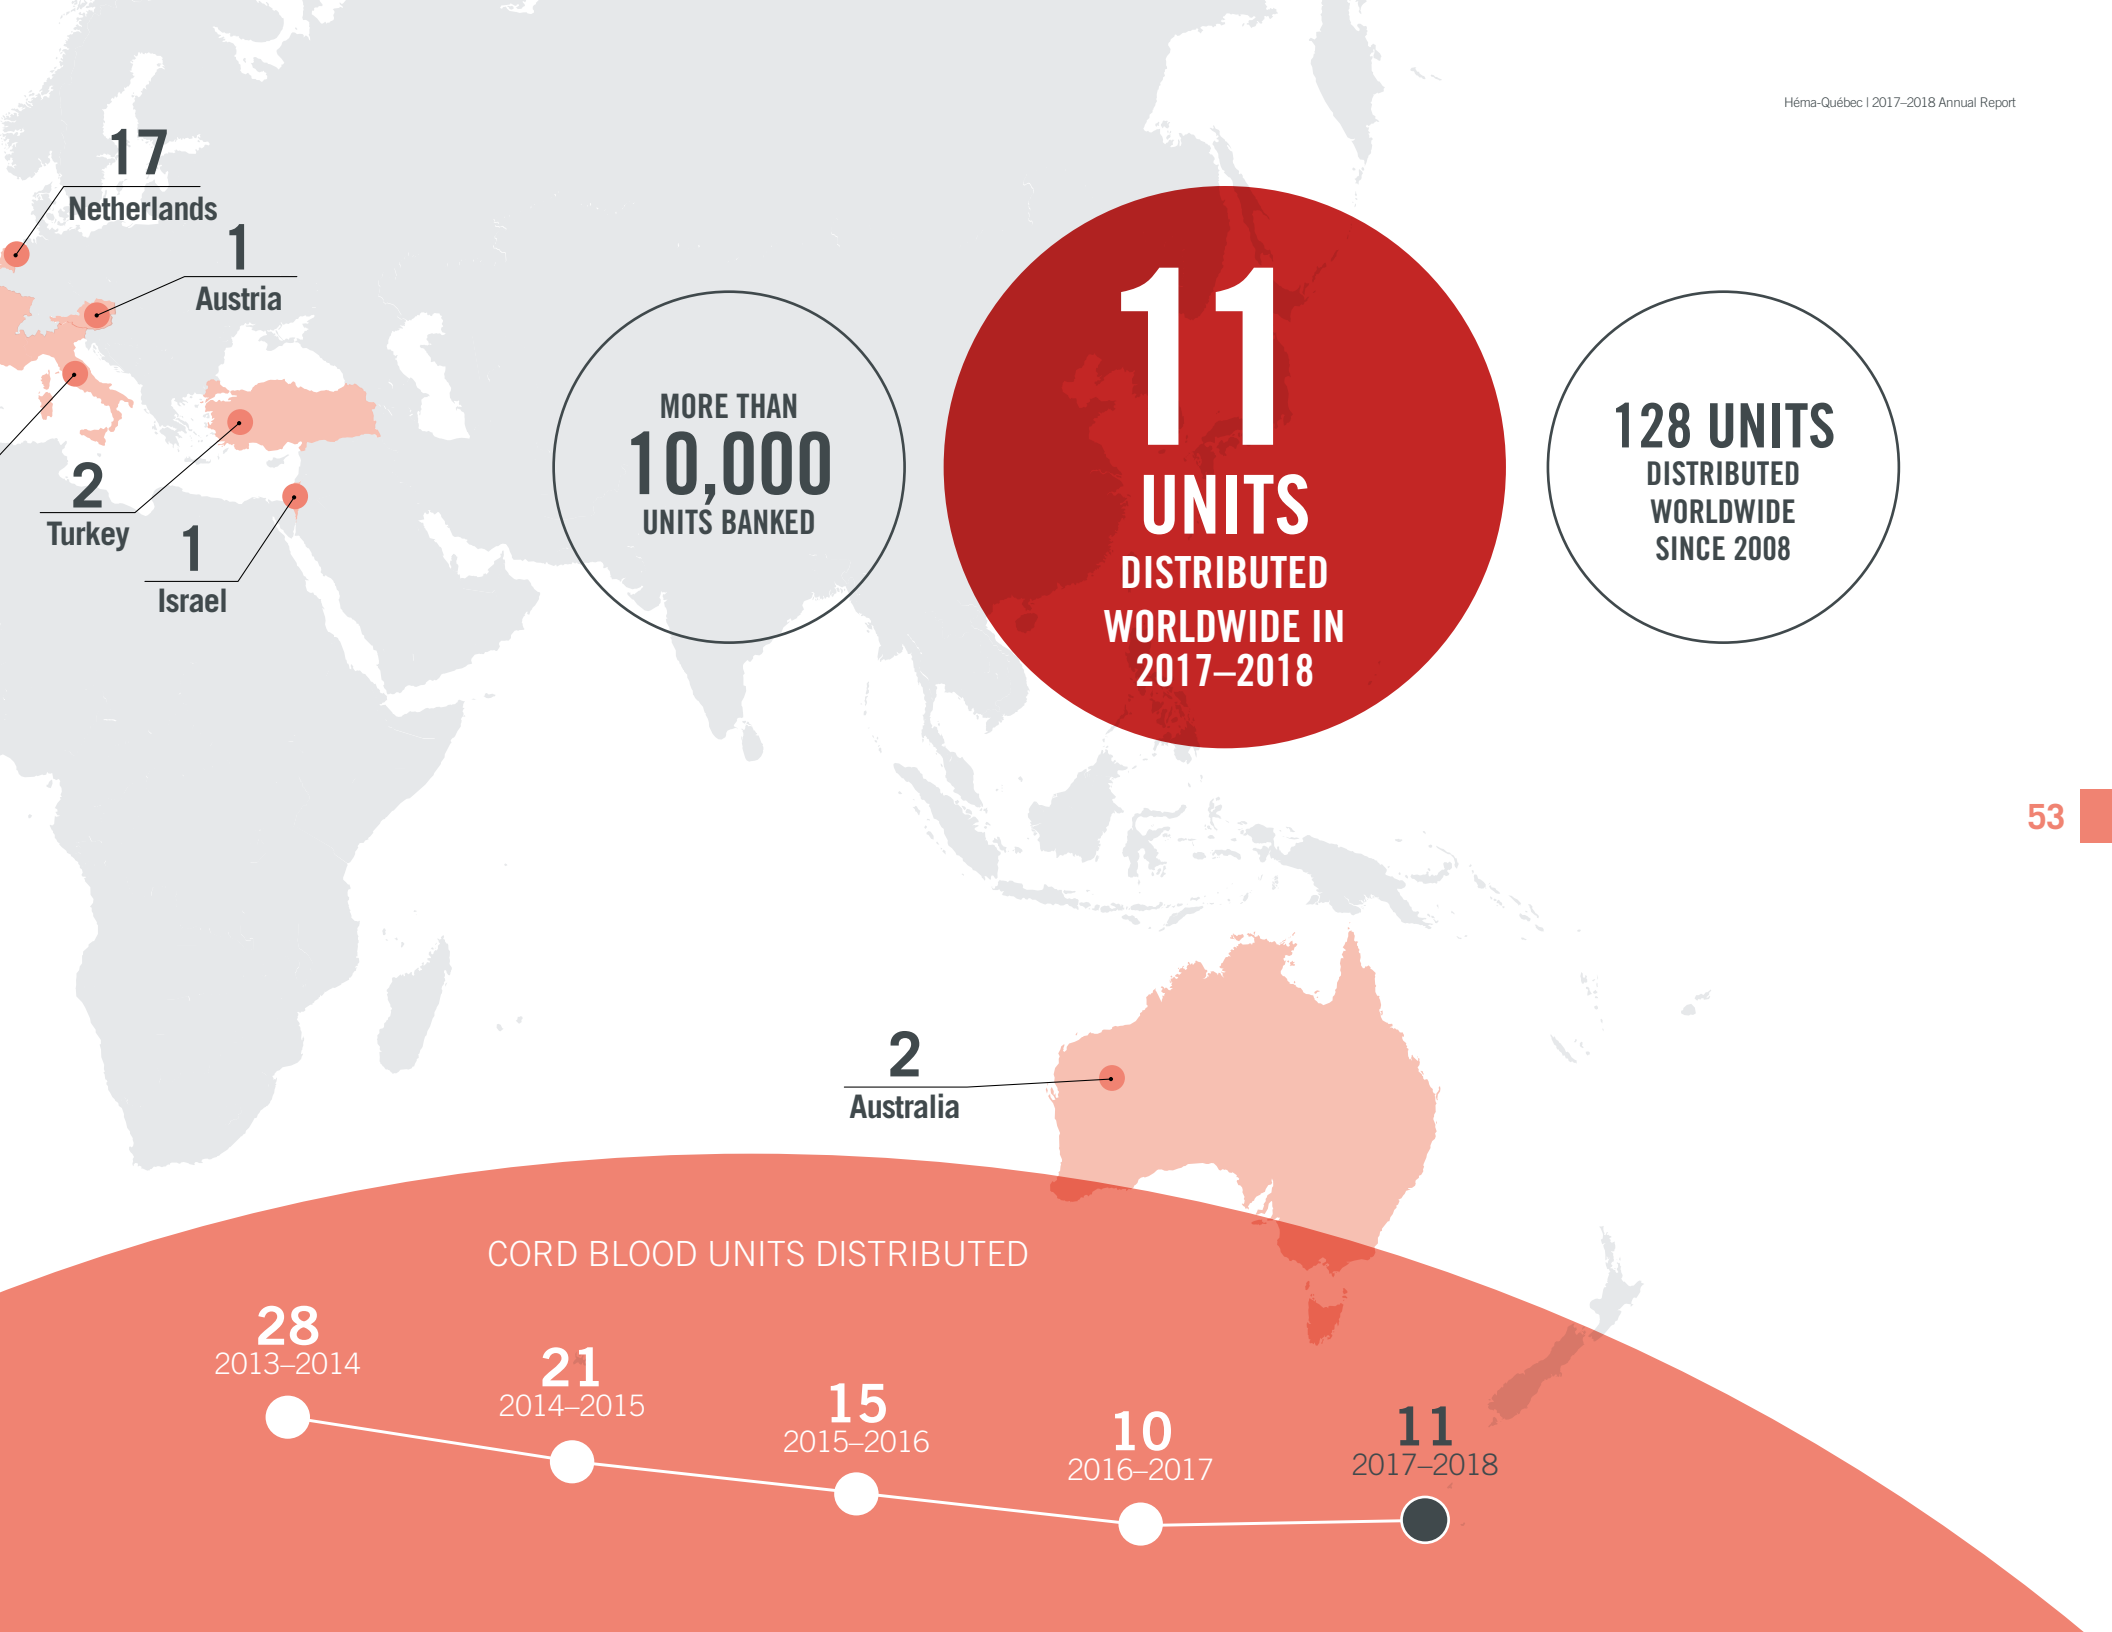 Héma-Québec | 2017–2018 Annual Report
17
Netherlands
1
Austria
2
Turkey
1
Israel
MORE THAN
10,000
UNITS BANKED
11
UNITS
DISTRIBUTED
WORLDWIDE IN
2017–2018
128 UNITS
DISTRIBUTED
WORLDWIDE
SINCE 2008
53
2
Australia
CORD BLOOD UNITS DISTRIBUTED
28
2013–2014
21
2014–2015
15
2015–2016
10
2016–2017
11
2017–2018